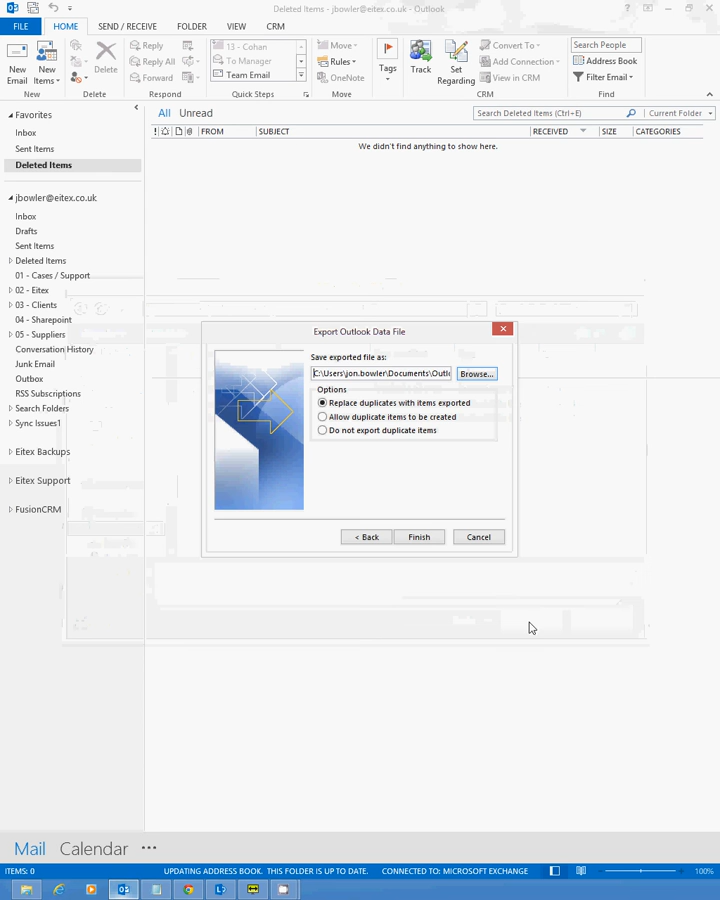 Deleted Items - jbowler@eitex.co.uk - Outlook
FILE HOME SEND / RECEIVE FOLDER VIEW CRM
New Email
New Items
Delete
Reply
Reply All
Forward
13 - Cohan
To Manager
Team Email
Move
Rules
OneNote
Tags
Track
Set Regarding
Convert To
Add Connection
View in CRM
Search People
Address Book
Filter Email
New Delete Respond Quick Steps Move CRM Find
Favorites
Inbox
Sent Items
Deleted Items
jbowler@eitex.co.uk
Inbox
Drafts
Sent Items
Deleted Items
01 - Cases / Support
02 - Eitex
03 - Clients
04 - Sharepoint
05 - Suppliers
Conversation History
Junk Email
Outbox
RSS Subscriptions
Search Folders
Sync Issues1
Eitex Backups
Eitex Support
FusionCRM
All Unread
Search Deleted Items (Ctrl+E)
Current Folder
! @ FROM SUBJECT RECEIVED SIZE CATEGORIES
We didn't find anything to show here.
Export Outlook Data File
Save exported file as:
C:\Users\jon.bowler\Documents\Outl
Browse...
Options
Replace duplicates with items exported
Allow duplicate items to be created
Do not export duplicate items
< Back Finish Cancel
Mail Calendar •••
ITEMS: 0 UPDATING ADDRESS BOOK. THIS FOLDER IS UP TO DATE. CONNECTED TO: MICROSOFT EXCHANGE 100%